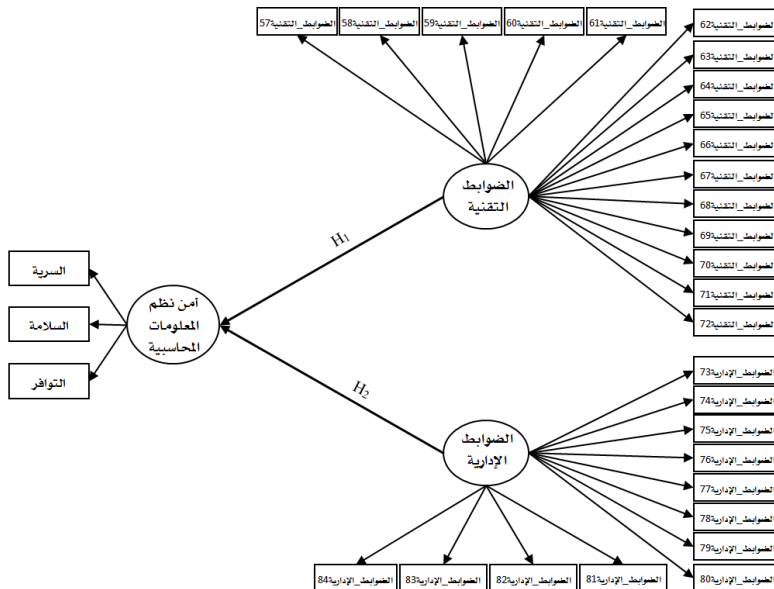 الضوابط_التقنية57
الضوابط_التقنية58
الضوابط_التقنية59
الضوابط_التقنية60
الضوابط_التقنية61
الضوابط_التقنية62
الضوابط_التقنية63
الضوابط_التقنية64
الضوابط_التقنية65
الضوابط_التقنية66
الضوابط_التقنية67
الضوابط_التقنية68
الضوابط_التقنية69
الضوابط_التقنية70
الضوابط_التقنية71
الضوابط_التقنية72
الضوابط
التقنية
H1
السرية
السلامة
التوافر
أمن نظم
المعلومات
المحاسبية
H2
الضوابط
الإدارية
الضوابط_الإدارية73
الضوابط_الإدارية74
الضوابط_الإدارية75
الضوابط_الإدارية76
الضوابط_الإدارية77
الضوابط_الإدارية78
الضوابط_الإدارية79
الضوابط_الإدارية80
الضوابط_الإدارية81
الضوابط_الإدارية82
الضوابط_الإدارية83
الضوابط_الإدارية84